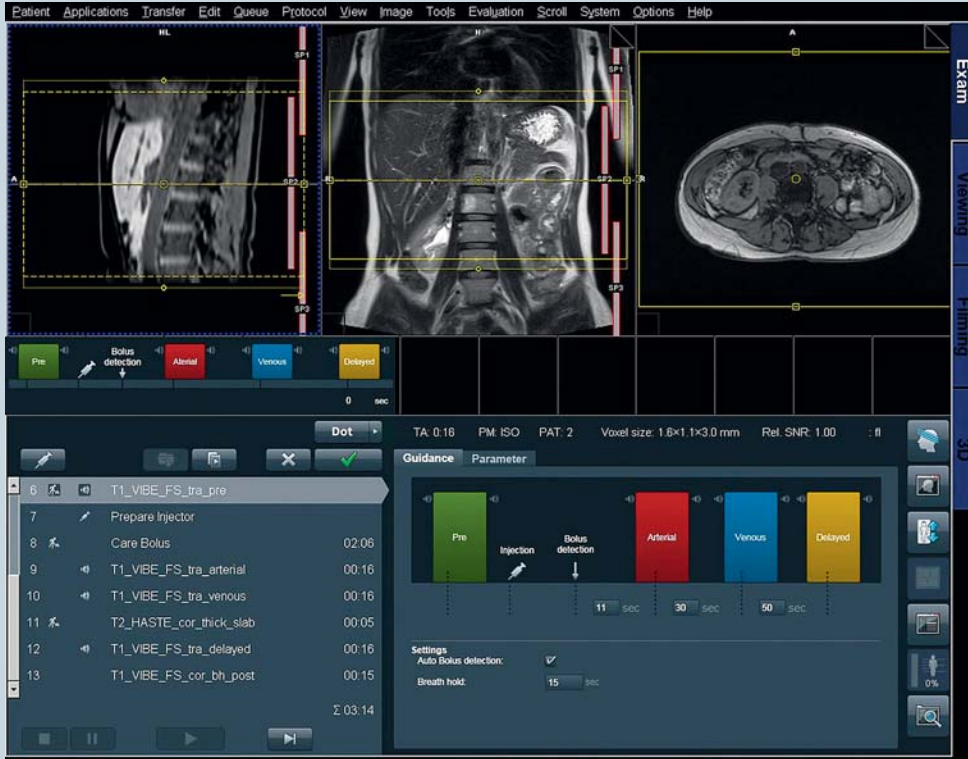 Patient Applications Transfer Edit Queue Protocol View Image Tools Evaluation Scroll System Options Help
HL
SP1
A
SP2
SP3
H
SP1
R
SP2
SP3
A
R
Exam
Viewing
Filming
3D
Pre
Bolus
detection
Aterial
Venous
Delayed
0 sec
Dot
TA: 0:16 PM: ISO PAT: 2 Voxel size: 1.6×1.1×3.0 mm Rel. SNR: 1.00 : fl
Guidance Parameter
6 T1_VIBE_FS_tra_pre
7 Prepare Injector
8 Care Bolus 02:06
9 T1_VIBE_FS_tra_arterial 00:16
10 T1_VIBE_FS_tra_venous 00:16
11 T2_HASTE_cor_thick_slab 00:05
12 T1_VIBE_FS_tra_delayed 00:16
13 T1_VIBE_FS_cor_bh_post 00:15
Σ 03:14
Pre
Injection
Bolus
detection
Arterial
Venous
Delayed
11 sec 30 sec 50 sec
Settings
Auto Bolus detection:
Breath hold: 15 sec
0%